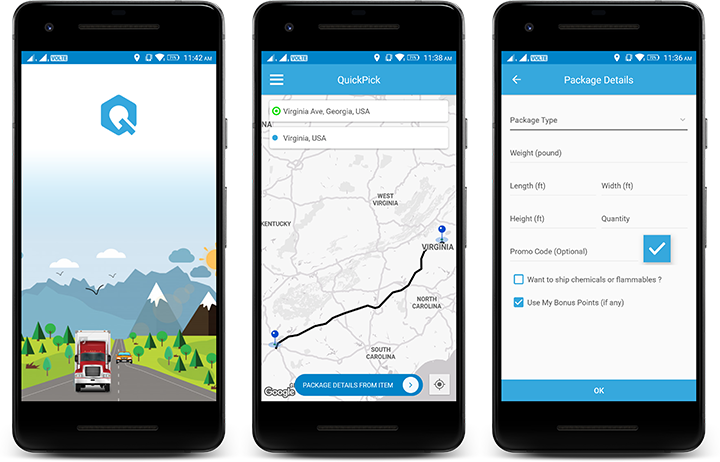 VOLTE 71% 11:42 AM
VOLTE 71% 11:38 AM
QuickPick
Virginia Ave, Georgia, USA
Virginia, USA
WEST
VIRGINIA
KENTUCKY
VIRGINIA
NORTH
CAROLINA
SOUTH
CAROLINA
Google
PACKAGE DETAILS FROM ITEM
VOLTE 71% 11:36 AM
Package Details
Package Type
Weight (pound)
Length (ft) Width (ft)
Height (ft) Quantity
Promo Code (Optional)
Want to ship chemicals or flammables ?
Use My Bonus Points (if any)
OK